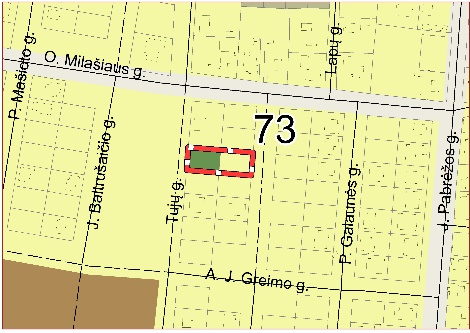 Lapų g.
P. Mašioto g.
O. Milašiaus g.
73
J. Baltrušaičio g.
Tujų g.
P. Galaunės g.
J. Pabrėžos g.
A. J. Greimo g.